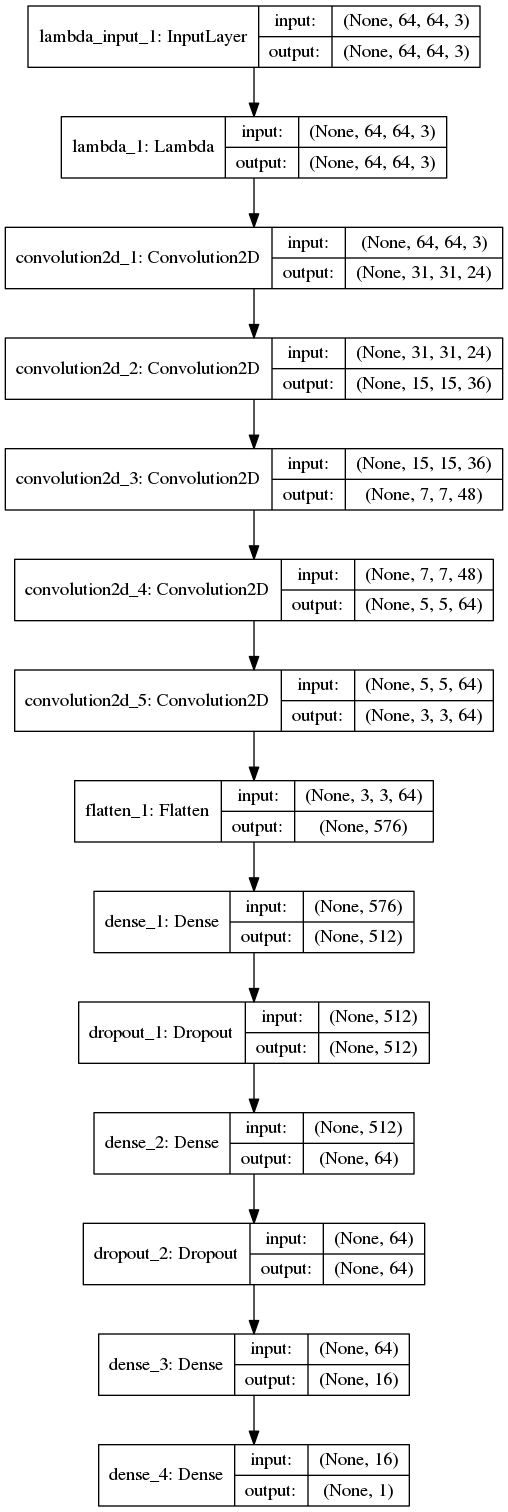 lambda_input_1: InputLayer
input: (None, 64, 64, 3)
output: (None, 64, 64, 3)
lambda_1: Lambda
input: (None, 64, 64, 3)
output: (None, 64, 64, 3)
convolution2d_1: Convolution2D
input: (None, 64, 64, 3)
output: (None, 31, 31, 24)
convolution2d_2: Convolution2D
input: (None, 31, 31, 24)
output: (None, 15, 15, 36)
convolution2d_3: Convolution2D
input: (None, 15, 15, 36)
output: (None, 7, 7, 48)
convolution2d_4: Convolution2D
input: (None, 7, 7, 48)
output: (None, 5, 5, 64)
convolution2d_5: Convolution2D
input: (None, 5, 5, 64)
output: (None, 3, 3, 64)
flatten_1: Flatten
input: (None, 3, 3, 64)
output: (None, 576)
dense_1: Dense
input: (None, 576)
output: (None, 512)
dropout_1: Dropout
input: (None, 512)
output: (None, 512)
dense_2: Dense
input: (None, 512)
output: (None, 64)
dropout_2: Dropout
input: (None, 64)
output: (None, 64)
dense_3: Dense
input: (None, 64)
output: (None, 16)
dense_4: Dense
input: (None, 16)
output: (None, 1)